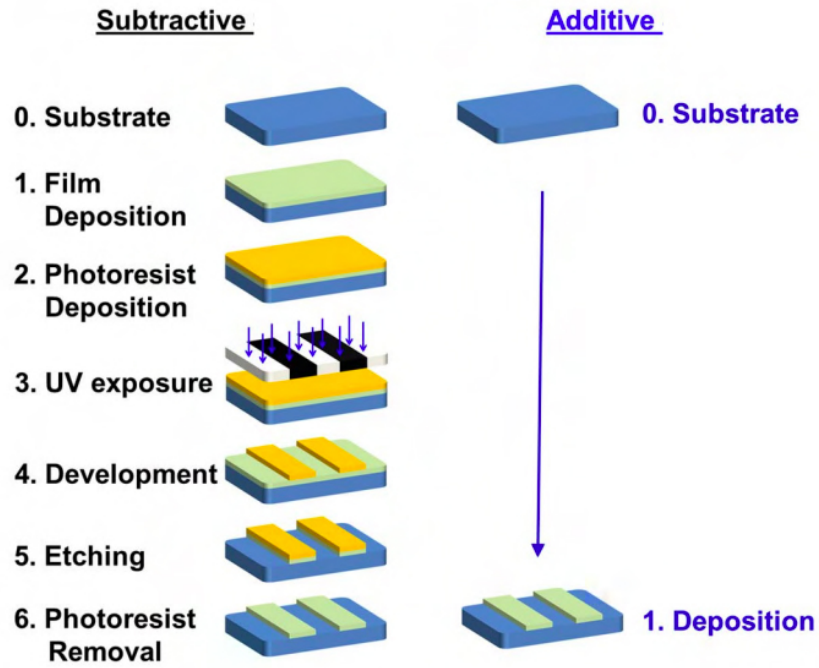 Subtractive
Additive
0. Substrate
0. Substrate
1. Film
Deposition
2. Photoresist
Deposition
3. UV exposure
4. Development
5. Etching
6. Photoresist
Removal
1. Deposition